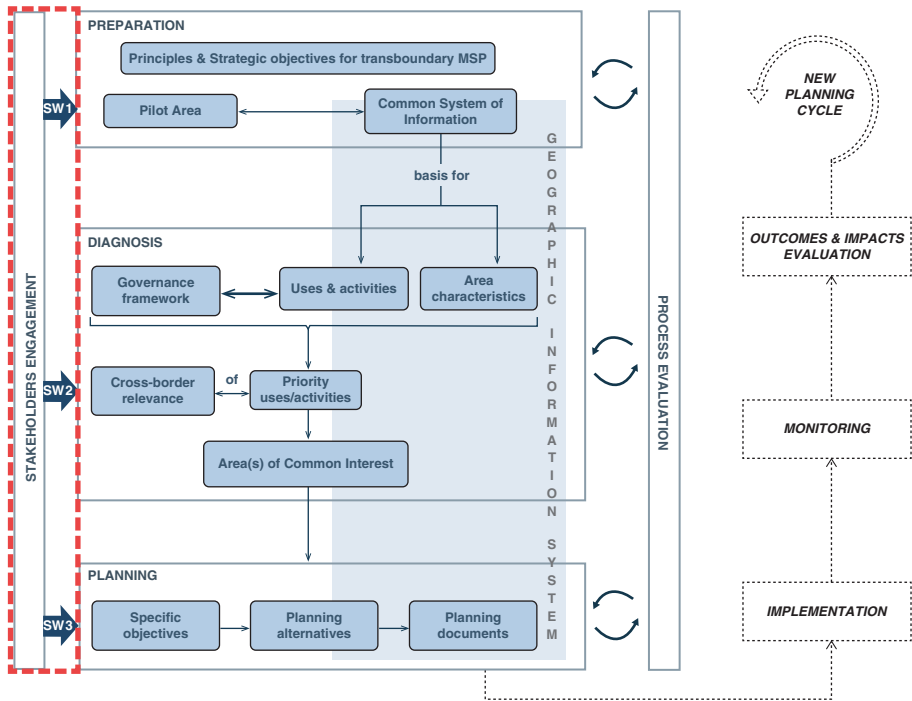 PREPARATION
Principles & Strategic objectives for transboundary MSP
SW1
Pilot Area
Common System of
Information
basis for
DIAGNOSIS
Governance
framework
Uses & activities
Area
characteristics
SW2
Cross-border
relevance
of
Priority
uses/activities
Area(s) of Common Interest
PLANNING
SW3
Specific
objectives
Planning
alternatives
Planning
documents
STAKEHOLDERS ENGAGEMENT
GEOGRAPHIC INFORMATION SYSTEM
PROCESS EVALUATION
NEW
PLANNING
CYCLE
OUTCOMES & IMPACTS
EVALUATION
MONITORING
IMPLEMENTATION